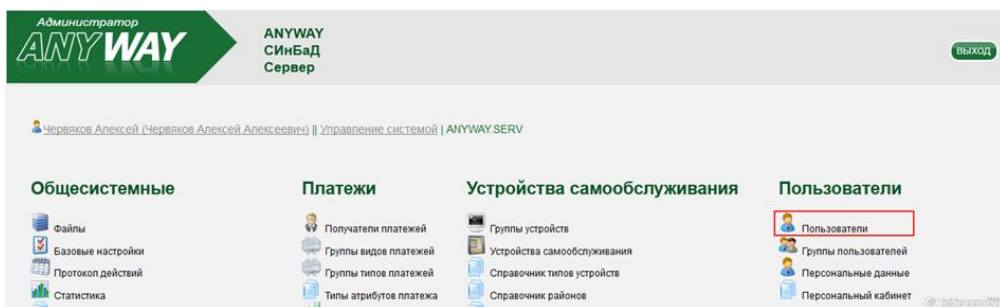 Администратор
ANYWAY
ANYWAY
СИнБаД
Сервер
выход
Червяков Алексей (Червяков Алексей Алексеевич) || Управление системой | ANYWAY.SERV
Общесистемные
Файлы
Базовые настройки
Протокол действий
Статистика
Платежи
Получатели платежей
Группы видов платежей
Группы типов платежей
Типы атрибутов платежа
Устройства самообслуживания
Группы устройств
Устройства самообслуживания
Справочник типов устройств
Справочник районов
Пользователи
Пользователи
Группы пользователей
Персональные данные
Персональный кабинет